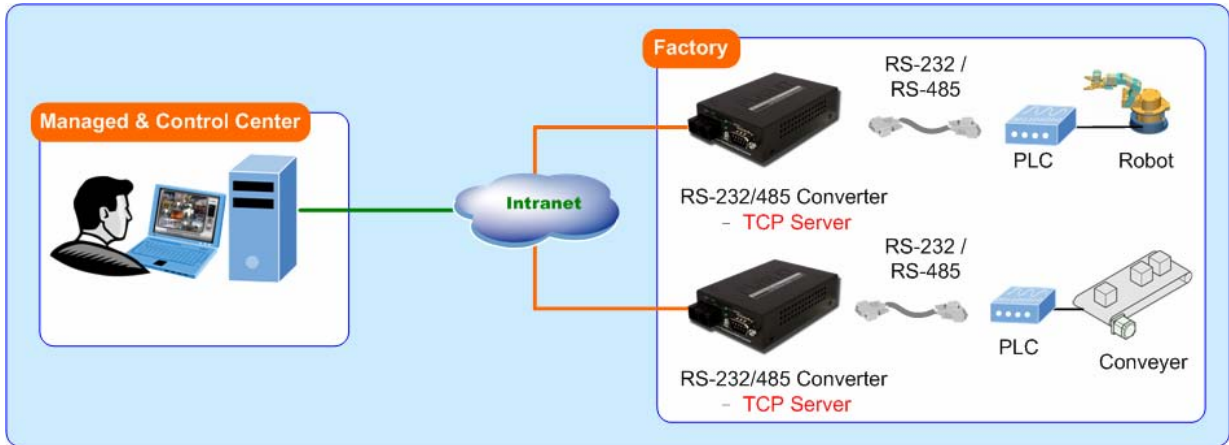 Factory
Managed & Control Center
RS-232 /
RS-485
PLC
Robot
Intranet
RS-232/485 Converter
– TCP Server
RS-232 /
RS-485
PLC
Conveyer
RS-232/485 Converter
– TCP Server